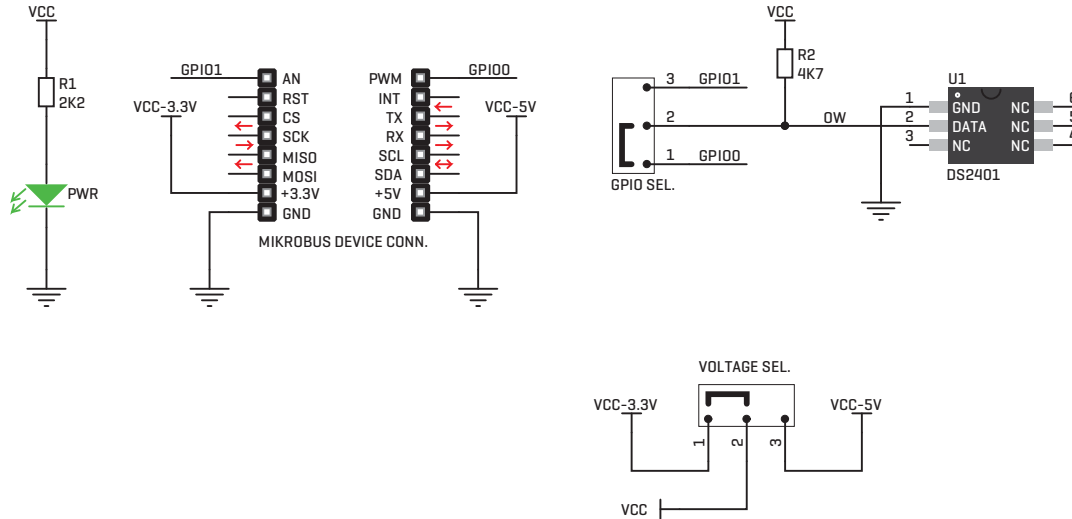 VCC
R1
2K2
PWR
GPIO1
VCC-3.3V
AN
RST
CS
SCK
MISO
MOSI
+3.3V
GND
PWM
INT
TX
RX
SCL
SDA
+5V
GND
GPIO0
VCC-5V
MIKROBUS DEVICE CONN.
VCC
R2
4K7
3 GPIO1
2
1 GPIO0
GPIO SEL.
OW
U1
1 GND NC 6
2 DATA NC 5
3 NC NC 4
DS2401
VOLTAGE SEL.
VCC-3.3V
VCC-5V
1 2 3
VCC